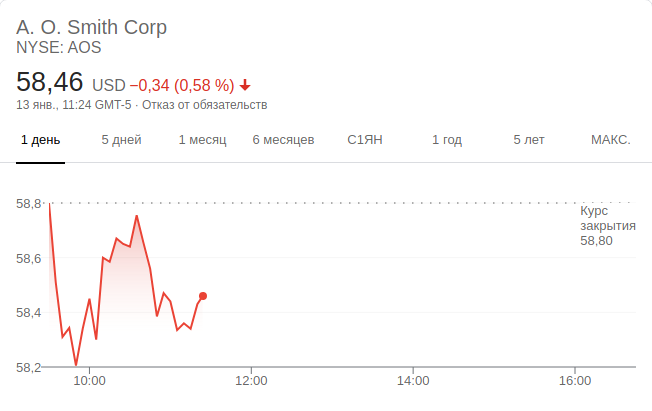 A. O. Smith Corp
NYSE: AOS
58,46 USD −0,34 (0,58 %)
13 янв., 11:24 GMT-5 · Отказ от обязательств
1 день 5 дней 1 месяц 6 месяцев С1ЯН 1 год 5 лет МАКС.
58,8
Курс
закрытия
58,80
58,6
58,4
58,2
10:00 12:00 14:00 16:00